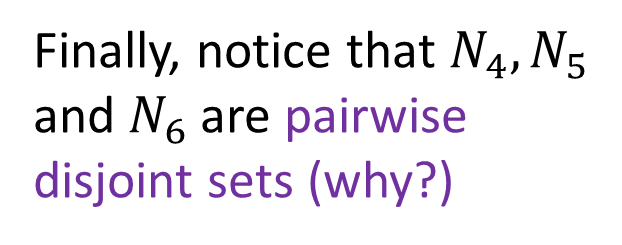 Finally, notice that N₄, N₅
and N₆ are pairwise
disjoint sets (why?)